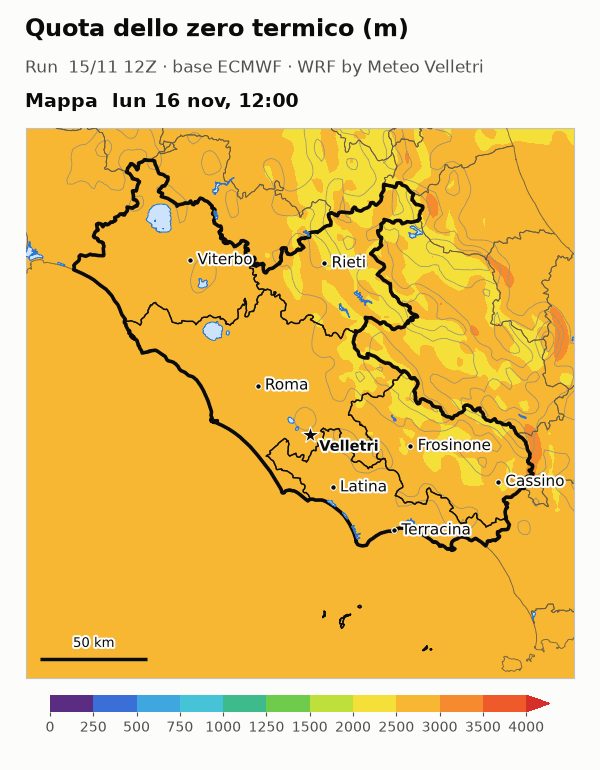 Quota dello zero termico (m)
Run  15/11 12Z · base ECMWF · WRF by Meteo Velletri
Mappa  lun 16 nov, 12:00
Viterbo
Rieti
Roma
Velletri
Frosinone
Latina
Cassino
Terracina
50 km
0 250 500 750 1000 1250 1500 2000 2500 3000 3500 4000